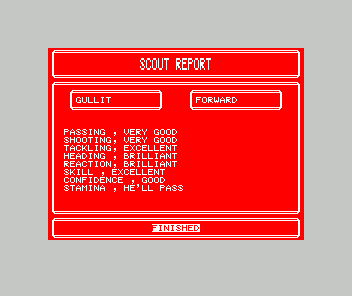 SCOUT REPORT
GULLIT FORWARD
PASSING , VERY GOOD
SHOOTING, VERY GOOD
TACKLING, EXCELLENT
HEADING , BRILLIANT
REACTION, BRILLIANT
SKILL , EXCELLENT
CONFIDENCE , GOOD
STAMINA , HE'LL PASS
FINISHED